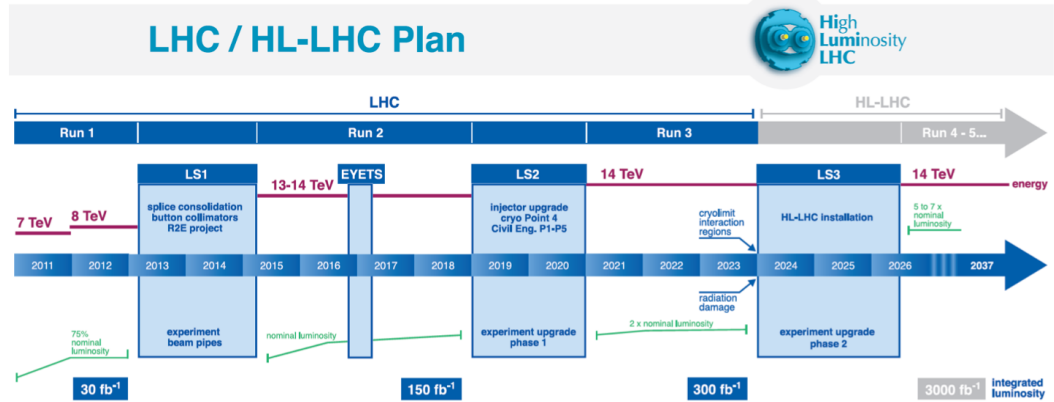 LHC / HL-LHC Plan
High
Luminosity
LHC
LHC
HL-LHC
Run 1
Run 2
Run 3
Run 4 - 5...
LS1
EYETS
LS2
LS3
13-14 TeV
14 TeV
14 TeV
energy
7 TeV
8 TeV
splice consolidation
button collimators
R2E project
injector upgrade
cryo Point 4
Civil Eng. P1-P5
cryolimit
interaction
regions
HL-LHC installation
5 to 7 x
nominal
luminosity
2011
2012
2013
2014
2015
2016
2017
2018
2019
2020
2021
2022
2023
2024
2025
2026
2037
radiation
damage
75%
nominal
luminosity
experiment
beam pipes
nominal luminosity
experiment upgrade
phase 1
2 x nominal luminosity
experiment upgrade
phase 2
30 fb⁻¹
150 fb⁻¹
300 fb⁻¹
3000 fb⁻¹
integrated
luminosity